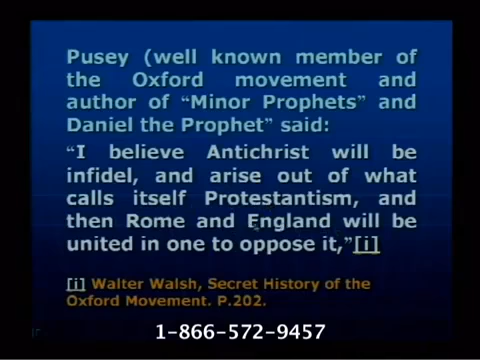 Pusey (well known member of
the Oxford movement and
author of “Minor Prophets” and
Daniel the Prophet” said:
“I believe Antichrist will be
infidel, and arise out of what
calls itself Protestantism, and
then Rome and England will be
united in one to oppose it,”[i]
[i] Walter Walsh, Secret History of the
Oxford Movement. P.202.
1-866-572-9457